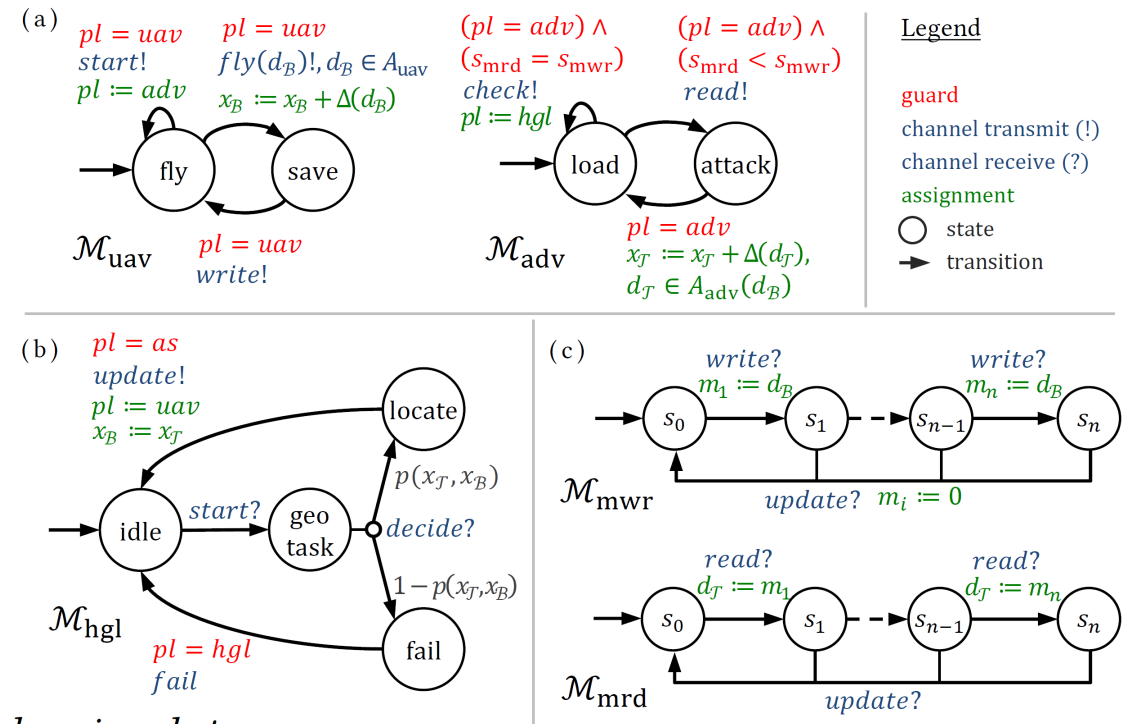 (a)
pl = uav
start!
pl ≔ adv
pl = uav
fly(d_ℬ)!, d_ℬ ∈ A_uav
x_ℬ ≔ x_ℬ + Δ(d_ℬ)
fly
save
ℳ_uav
pl = uav
write!
(pl = adv) ∧
(s_mrd = s_mwr)
check!
pl ≔ hgl
(pl = adv) ∧
(s_mrd < s_mwr)
read!
load
attack
ℳ_adv
pl = adv
x_𝒯 ≔ x_𝒯 + Δ(d_𝒯),
d_𝒯 ∈ A_adv(d_ℬ)
Legend
guard
channel transmit (!)
channel receive (?)
assignment
state
transition
(b)
pl = as
update!
pl ≔ uav
x_ℬ ≔ x_𝒯
locate
p(x_𝒯, x_ℬ)
idle
start?
geo
task
decide?
1−p(x_𝒯,x_ℬ)
ℳ_hgl
pl = hgl
fail
fail
(c)
write?
m_1 ≔ d_ℬ
write?
m_n ≔ d_ℬ
s_0
s_1
s_{n−1}
s_n
ℳ_mwr
update? m_i ≔ 0
read?
d_𝒯 ≔ m_1
read?
d_𝒯 ≔ m_n
s_0
s_1
s_{n−1}
s_n
ℳ_mrd
update?